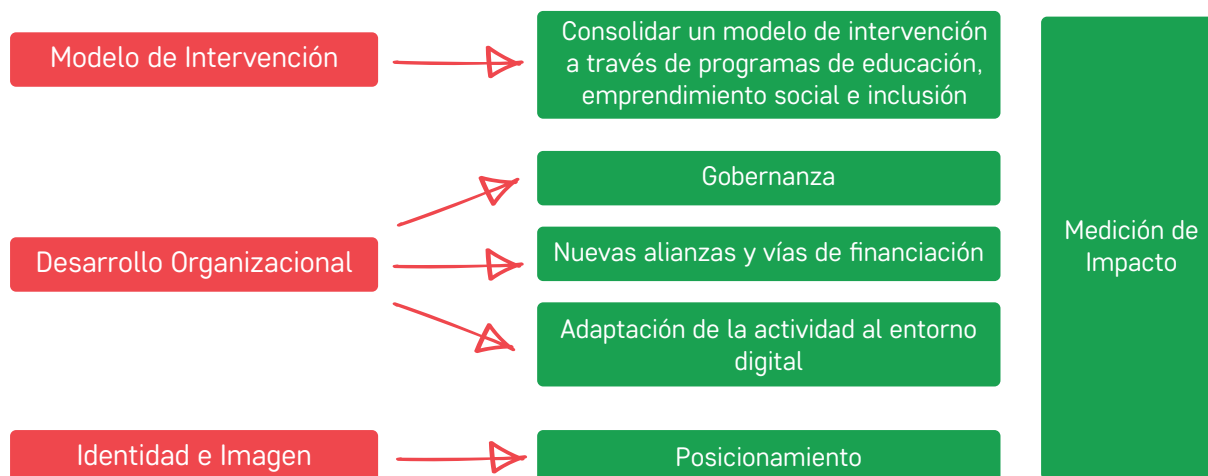 Modelo de Intervención
Consolidar un modelo de intervención
a través de programas de educación,
emprendimiento social e inclusión
Gobernanza
Desarrollo Organizacional
Nuevas alianzas y vías de financiación
Adaptación de la actividad al entorno
digital
Identidad e Imagen
Posicionamiento
Medición de
Impacto